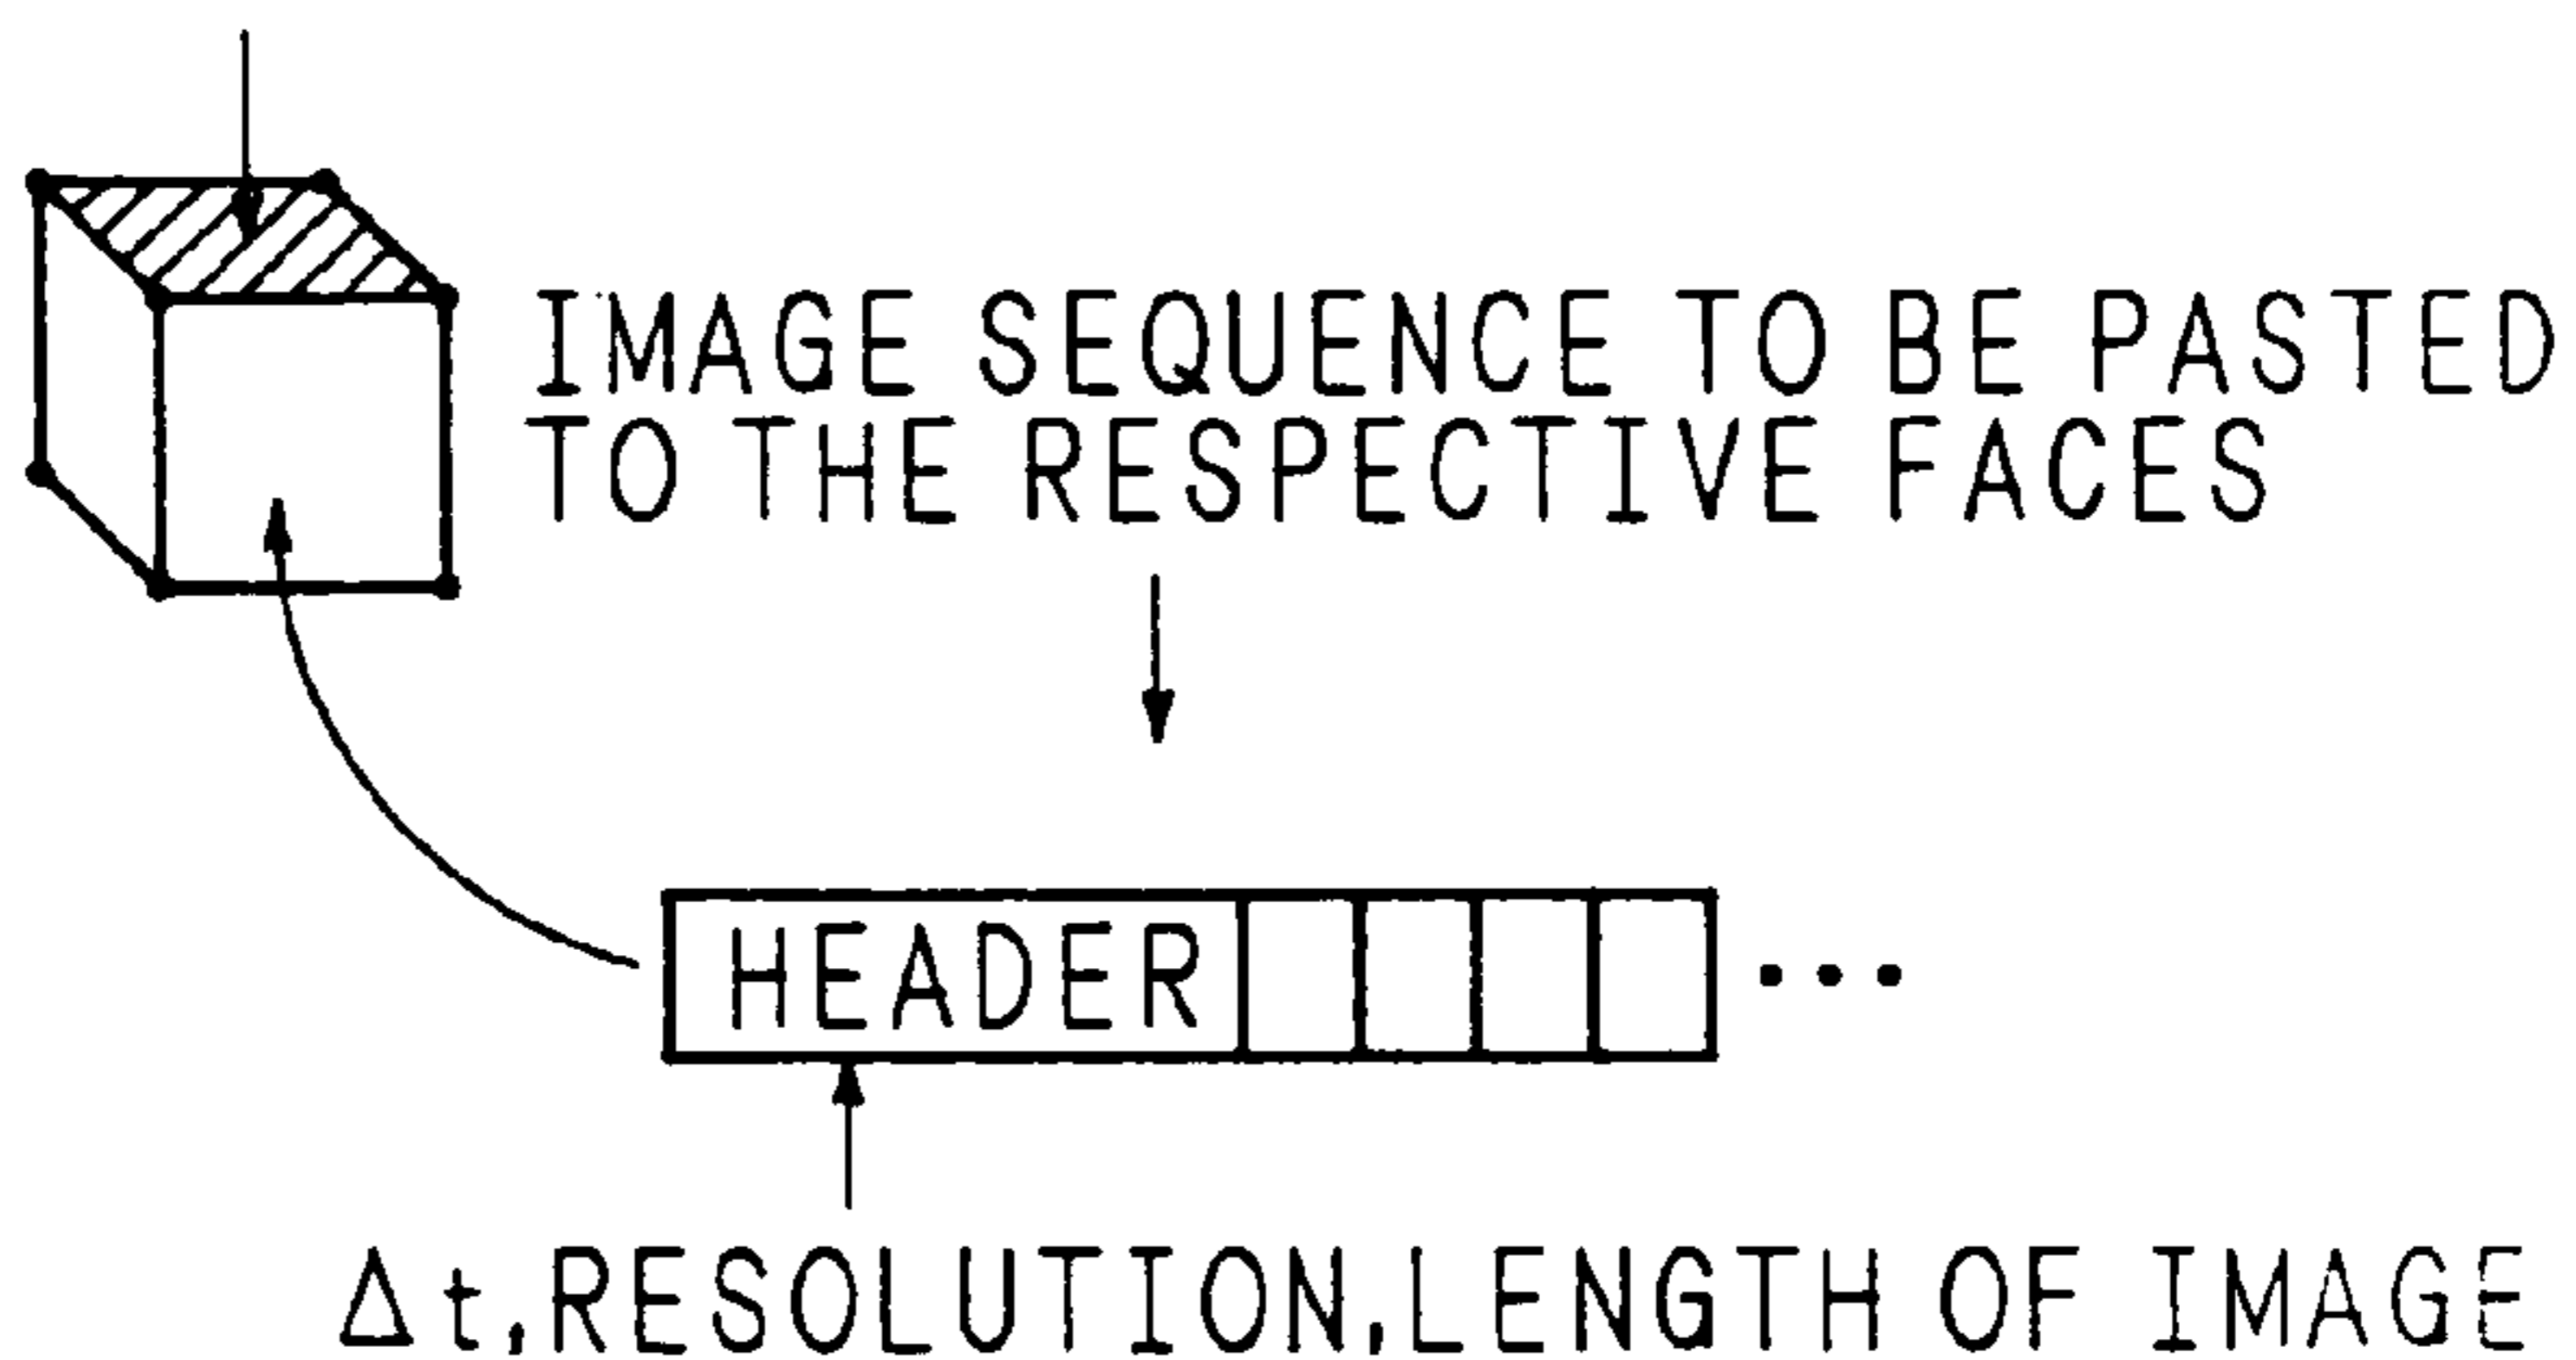 IMAGE SEQUENCE TO BE PASTED
TO THE RESPECTIVE FACES
HEADER
Δt,RESOLUTION,LENGTH OF IMAGE